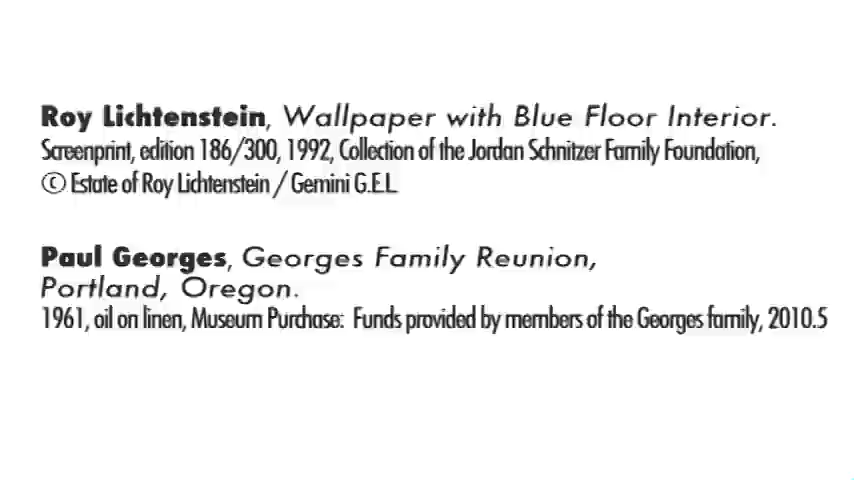 Roy Lichtenstein, Wallpaper with Blue Floor Interior.
Screenprint, edition 186/300, 1992, Collection of the Jordan Schnitzer Family Foundation,
© Estate of Roy Lichtenstein / Gemini G.E.L
Paul Georges, Georges Family Reunion,
Portland, Oregon.
1961, oil on linen, Museum Purchase: Funds provided by members of the Georges family, 2010.5